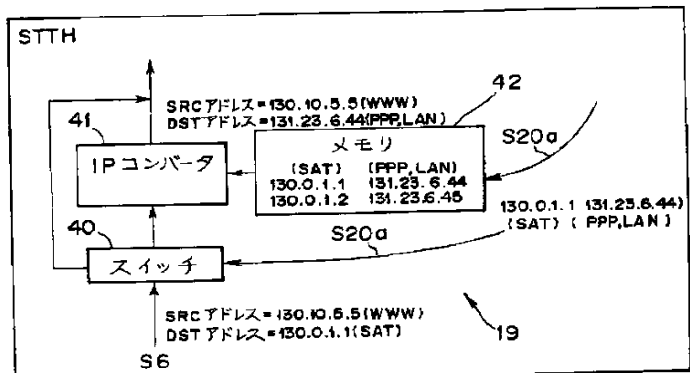 STTH
SRCアドレス=130.10.5.5(WWW)
DSTアドレス=131.23.6.44(PPP,LAN)
42
41
IPコンバータ
メモリ
(SAT) (PPP,LAN)
130.0.1.1 131.23.6.44
130.0.1.2 131.23.6.45
S20a
130.0.1.1 131.23.6.44)
(SAT) (PPP,LAN)
S20a
40
スイッチ
SRCアドレス=130.10.5.5(WWW)
DSTアドレス=130.0.1.1(SAT)
19
S6